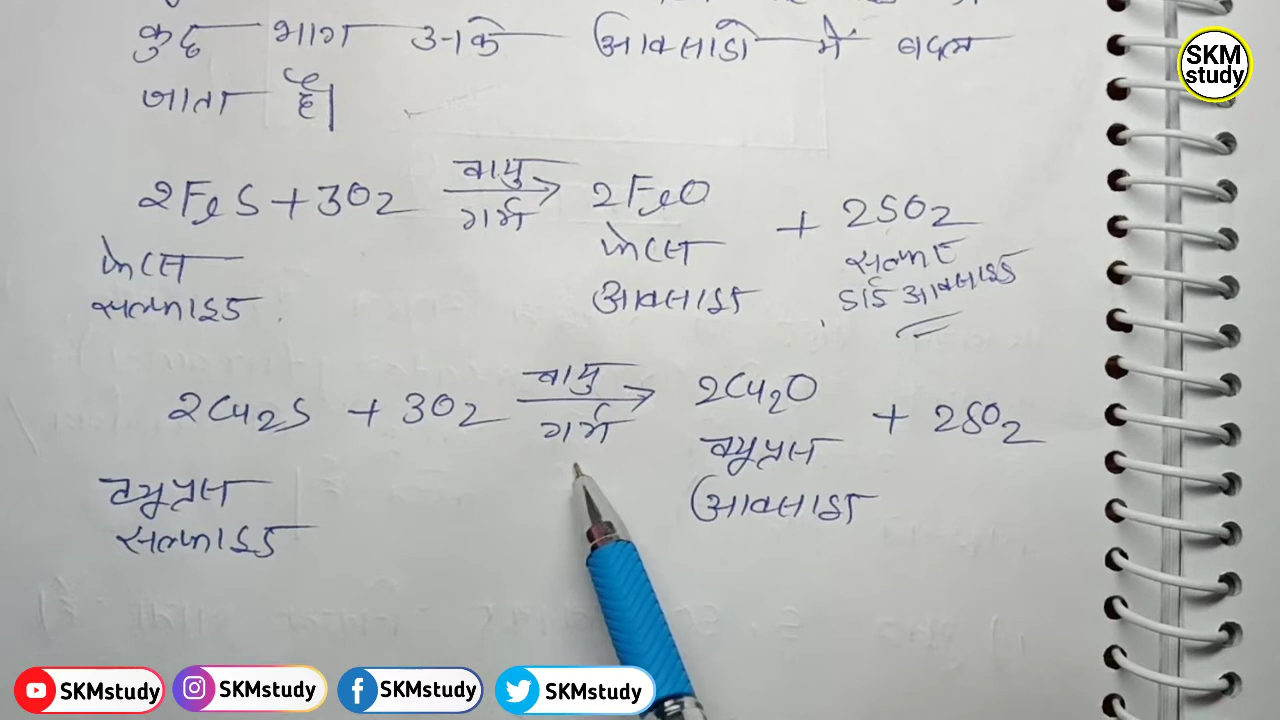 कुछ भाग उनके आक्साडो में बदल
जाता है।
SKM
study
वायु
2FeS + 3O2 → 2FeO + 2SO2
गर्म
फेरस फेरस सल्फर
सल्फाइड आक्साइड डाई आक्साइड
वायु
2Cu2S + 3O2 → 2Cu2O + 2SO2
गर्म
क्युप्रस क्युप्रस
सल्फाइड आक्साइड
SKMstudy SKMstudy SKMstudy SKMstudy